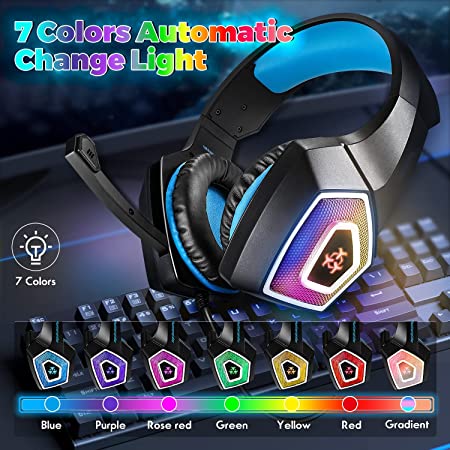 7 Colors Automatic
Change Light
7 Colors
Blue Purple Rose red Green Yellow Red Gradient